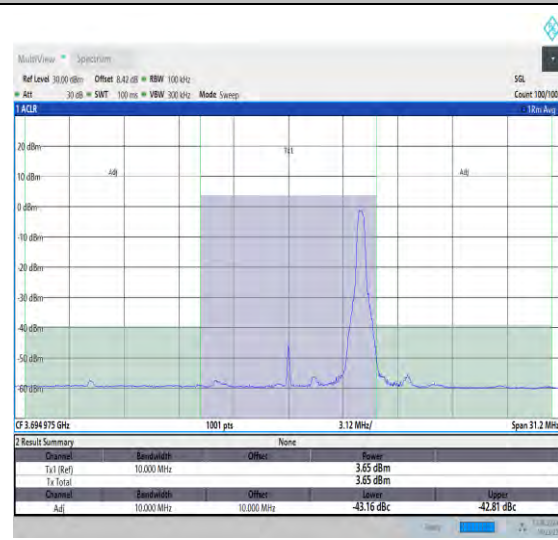 MultiView Spectrum
Ref Level 30.00 dBm Offset 8.42 dB RBW 100 kHz SGL
Att 30 dB SWT 100 ms VBW 300 kHz Mode Sweep Count 100/100
1 ACLR 1Rm Avg
20 dBm
Tx1
Adj Adj
10 dBm
0 dBm
-10 dBm
-20 dBm
-30 dBm
-40 dBm
-50 dBm
-60 dBm
CF 3.694 975 GHz 1001 pts 3.12 MHz/ Span 31.2 MHz
2 Result Summary None
Channel Bandwidth Offset Power
Tx1 (Ref) 10.000 MHz 3.65 dBm
Tx Total 3.65 dBm
Channel Bandwidth Offset Lower Upper
Adj 10.000 MHz 10.000 MHz -43.16 dBc -42.81 dBc